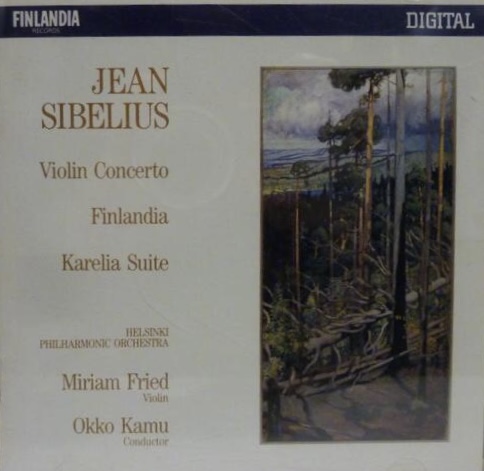 FINLANDIA
RECORDS
DIGITAL
JEAN
SIBELIUS
Violin Concerto
Finlandia
Karelia Suite
HELSINKI
PHILHARMONIC ORCHESTRA
Miriam Fried
Violin
Okko Kamu
Conductor